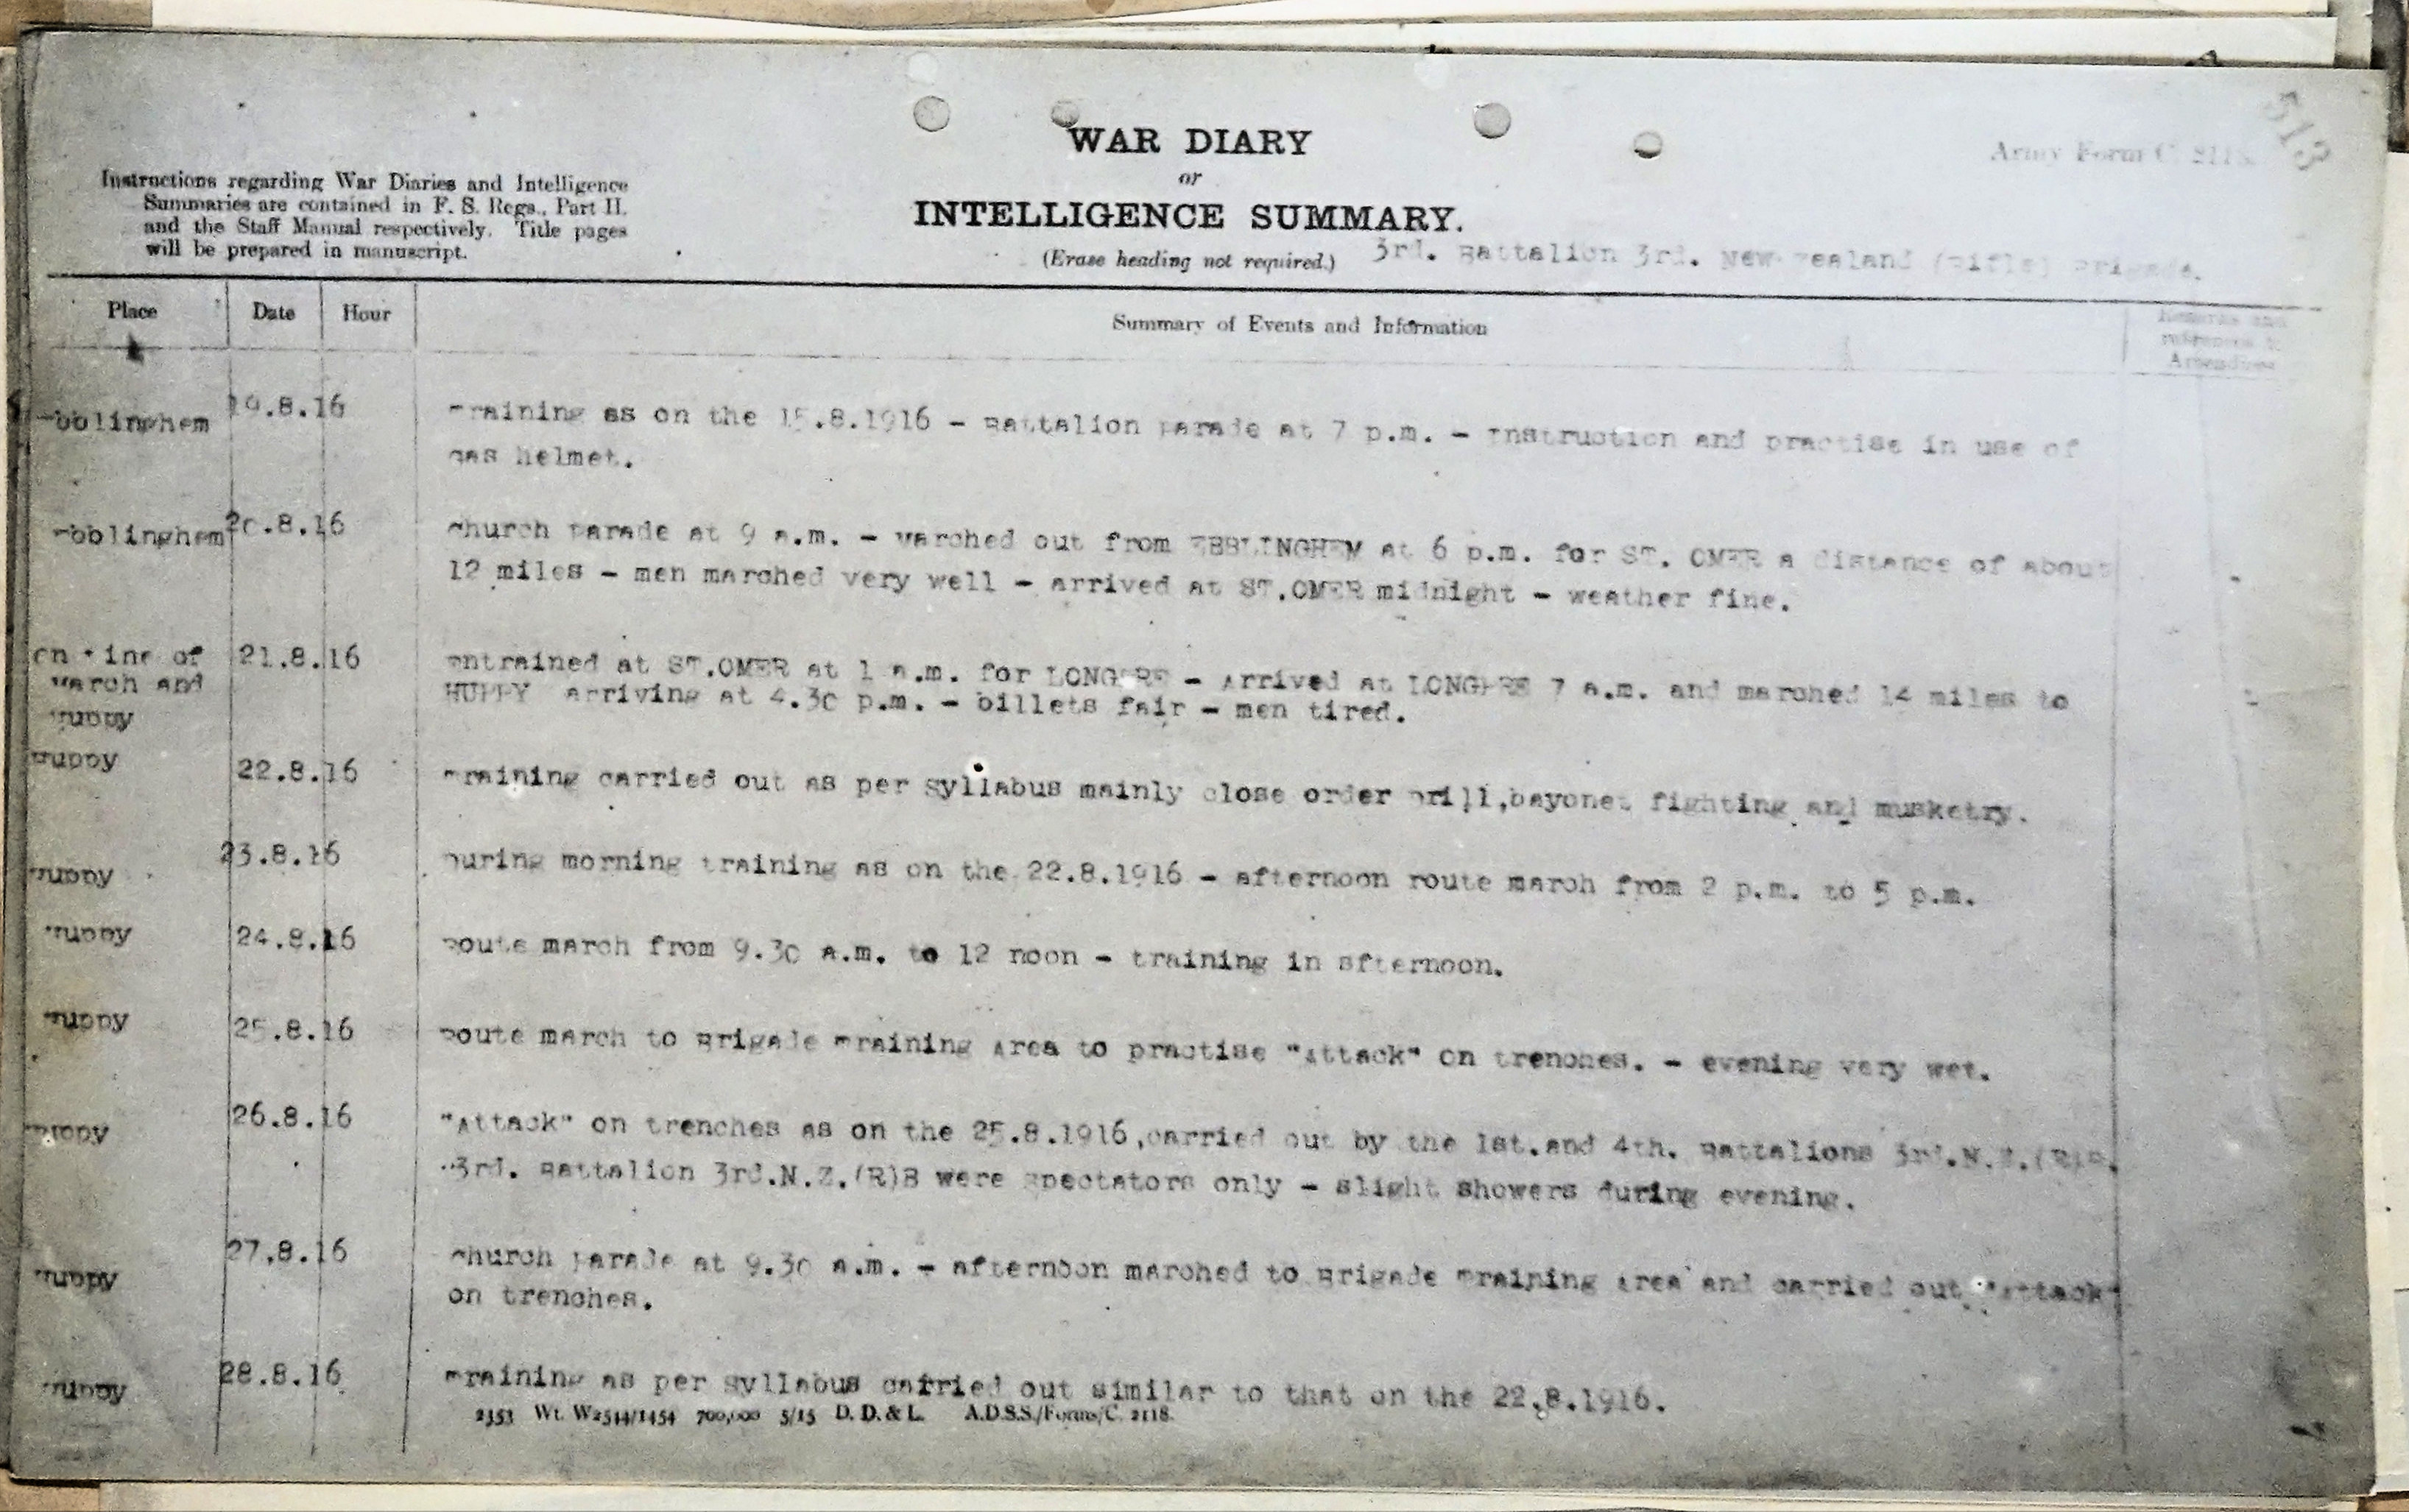 513
Army Form C. 2118.
WAR DIARY
or
INTELLIGENCE SUMMARY.
(Erase heading not required.)
Instructions regarding War Diaries and Intelligence
Summaries are contained in F. S. Regs., Part II.
and the Staff Manual respectively. Title pages
will be prepared in manuscript.
3rd. Battalion 3rd. New Zealand (Rifle) Brigade.
Place Date Hour Summary of Events and Information Remarks and
references to
Appendices
Ebblinghem 19.8.16 Training as on the 15.8.1916 - Battalion Parade at 7 p.m. - Instruction and practise in use of
gas helmet.
Ebblinghem 20.8.16 Church Parade at 9 a.m. - Marched out from EBBLINGHEM at 6 p.m. for ST. OMER a distance of about
12 miles - men marched very well - arrived at ST.OMER midnight - weather fine.
On Line of 21.8.16 Entrained at ST.OMER at 1 a.m. for LONGPRE - Arrived at LONGPRE 7 a.m. and marched 14 miles to
March and HUPPY arriving at 4.30 p.m. - billets fair - men tired.
Huppy
Huppy 22.8.16 Training carried out as per Syllabus mainly close order Drill,bayonet fighting and musketry.
Huppy 23.8.16 During morning training as on the 22.8.1916 - afternoon route march from 2 p.m. to 5 p.m.
Huppy 24.8.16 Route march from 9.30 a.m. to 12 noon - training in afternoon.
Huppy 25.8.16 Route march to Brigade Training Area to practise "Attack" on trenches. - evening very wet.
Huppy 26.8.16 "Attack" on trenches as on the 25.8.1916,carried out by the 1st.and 4th. Battalions 3rd.N.Z.(R)B.
3rd. Battalion 3rd.N.Z.(R)B were spectators only - slight showers during evening.
Huppy 27.8.16 Church Parade at 9.30 a.m. - afternoon marched to Brigade Training Area and carried out "Attack"
on trenches.
Huppy 28.8.16 Training as per Syllabus carried out similar to that on the 22.8.1916.
2353 Wt. W2544/1454 700,000 5/15 D. D. & L. A.D.S.S./Forms/C. 2118.